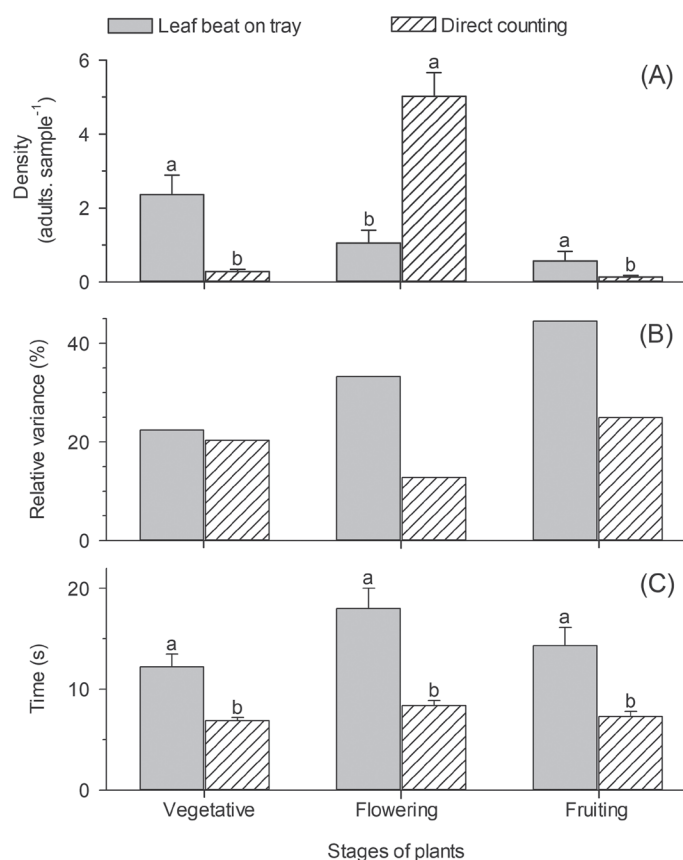 Leaf beat on tray
Direct counting
(A)
Density
(adults. sample⁻¹)
6
4
2
0
a
b
b
a
a
b
(B)
Relative variance (%)
40
20
0
(C)
Time (s)
20
10
0
a
b
a
b
a
b
Vegetative
Flowering
Fruiting
Stages of plants